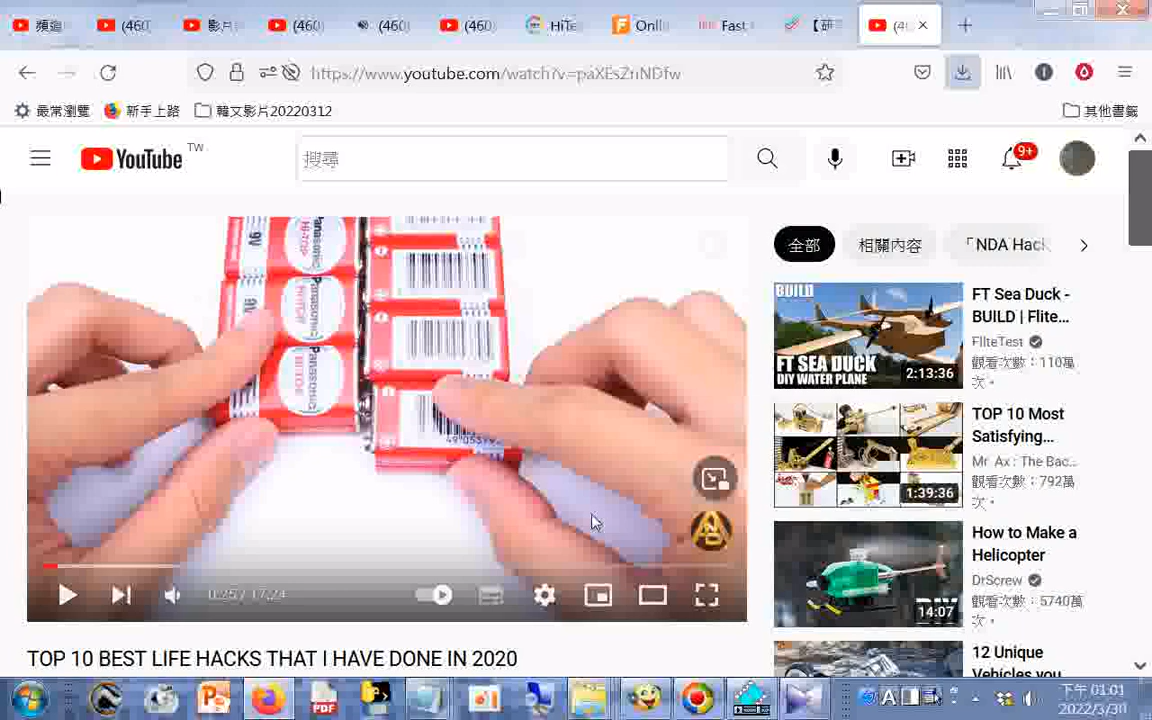 頻道
(460
影片
(460)
(460
(460
HiTe
Onli
Fast
【研
(4
https://www.youtube.com/watch?v=paXEsZnNDfw
最常瀏覽
新手上路
韓文影片20220312
其他書籤
YouTube TW
搜尋
9+
9V
Panasonic
Hi-TOP
Panasonic
9V
Panasonic
0:25 / 17:24
TOP 10 BEST LIFE HACKS THAT I HAVE DONE IN 2020
全部
相關內容
「NDA Hack
BUILD
FT SEA DUCK
DIY WATER PLANE
2:13:36
FT Sea Duck -
BUILD | Flite...
FliteTest
觀看次數：110萬
次・
1:39:36
TOP 10 Most
Satisfying...
Mr. Ax : The Bac...
觀看次數：792萬
次・
14:07
How to Make a
Helicopter
DrScrew
觀看次數：5740萬
次・
12 Unique
Vehicles you
PDF
A
下午 01:01
2022/3/30